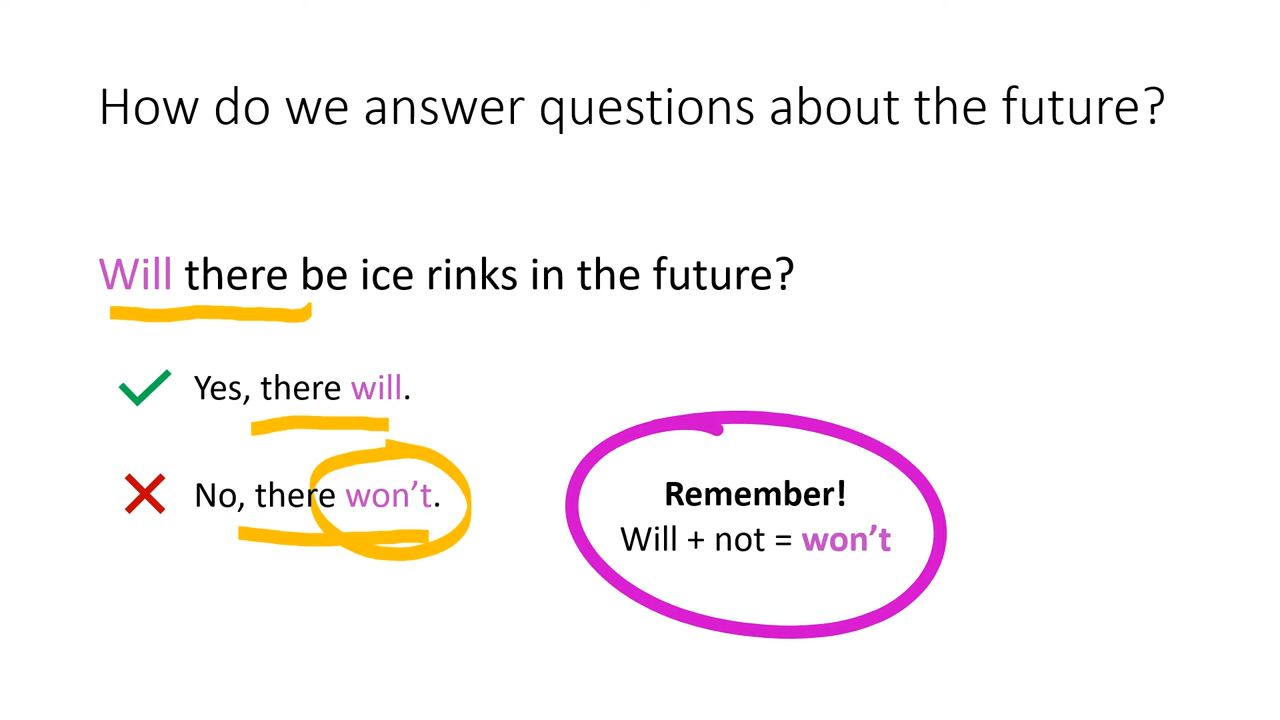 How do we answer questions about the future?
Will there be ice rinks in the future?
Yes, there will.
No, there won’t.
Remember!
Will + not = won’t